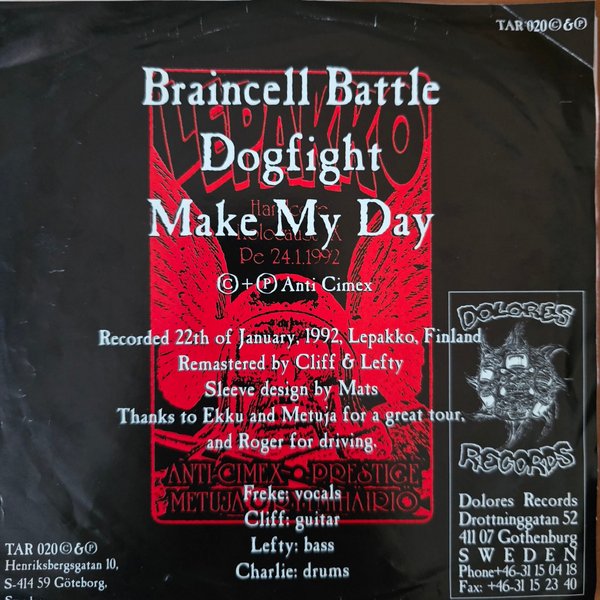 TAR 020©&℗
LEPAKKO
Braincell Battle
Dogfight
Hardcore
Holocaust X
Make My Day
Pe 24.1.1992
©+℗ Anti Cimex
Recorded 22th of January, 1992, Lepakko, Finland
Remastered by Cliff & Lefty
Sleeve design by Mats
Thanks to Ekku and Metuja for a great tour,
and Roger for driving.
ANTI-CIMEX • PRESTIGE
METUJA
Freke: vocals
Cliff: guitar
Lefty: bass
Charlie: drums
DOLORES
RECORDS
Dolores Records
Drottninggatan 52
411 07 Gothenburg
SWEDEN
Phone+46-31 15 04 18
Fax: +46-31 15 23 40
TAR 020©&℗
Henriksbergsgatan 10,
S-414 59 Göteborg,